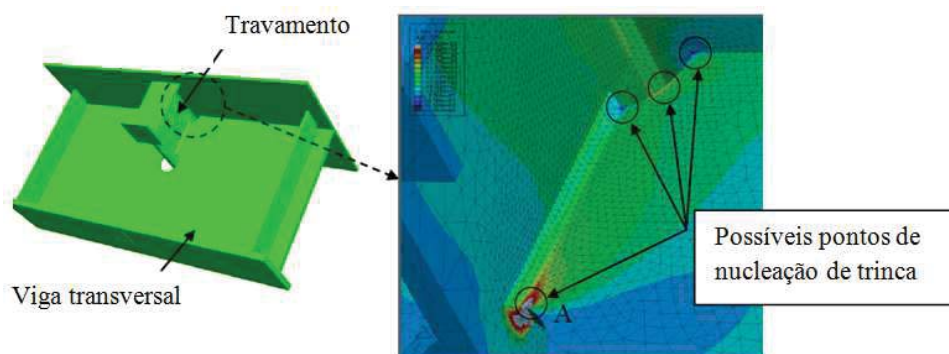 Travamento
Viga transversal
A
Possíveis pontos de
nucleação de trinca